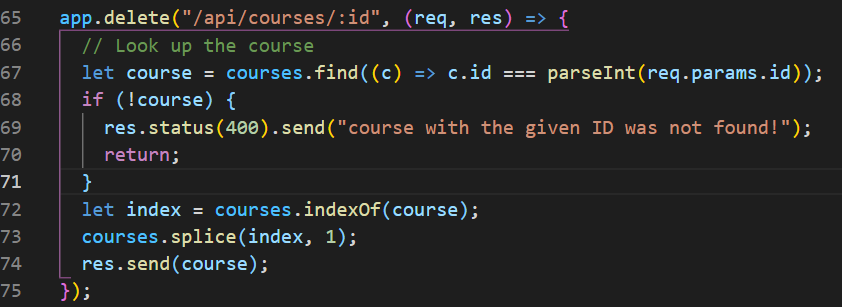 65 app.delete("/api/courses/:id", (req, res) => {
66 // Look up the course
67 let course = courses.find((c) => c.id === parseInt(req.params.id));
68 if (!course) {
69 res.status(400).send("course with the given ID was not found!");
70 return;
71 }
72 let index = courses.indexOf(course);
73 courses.splice(index, 1);
74 res.send(course);
75 });